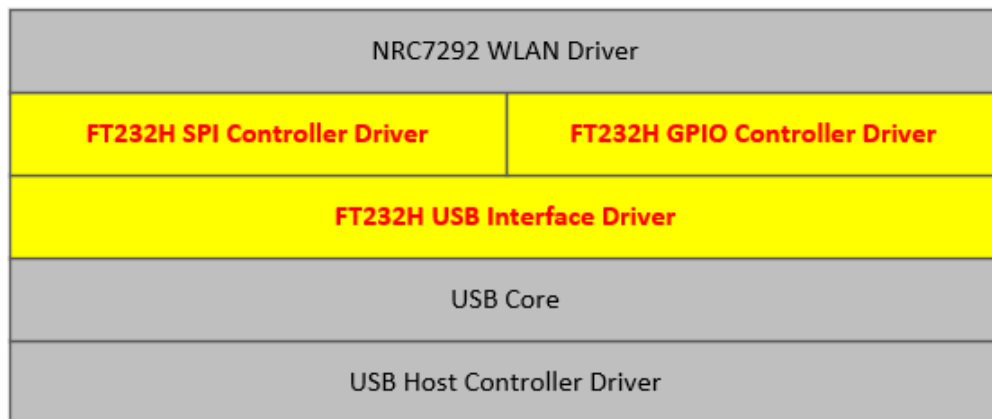 NRC7292 WLAN Driver
FT232H SPI Controller Driver
FT232H GPIO Controller Driver
FT232H USB Interface Driver
USB Core
USB Host Controller Driver